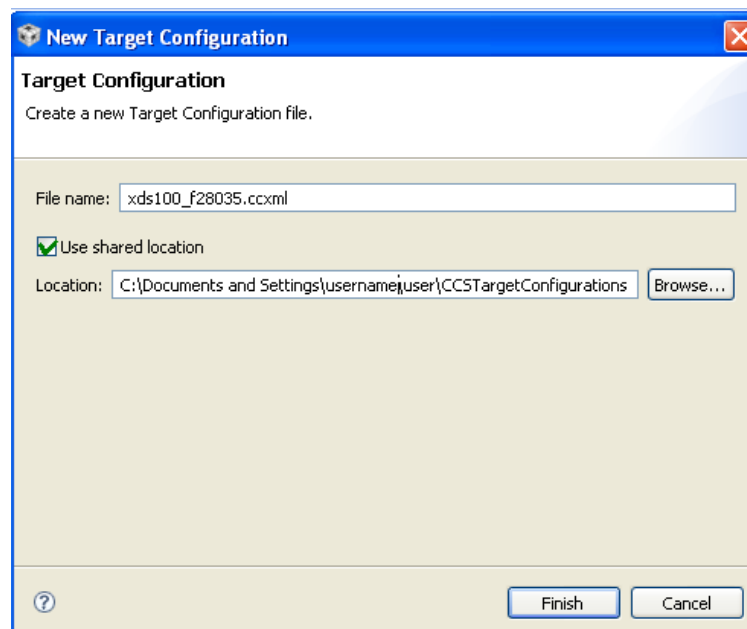 New Target Configuration
Target Configuration
Create a new Target Configuration file.
File name: xds100_f28035.ccxml
Use shared location
Location: C:\Documents and Settings\username\user\CCSTargetConfigurations Browse...
Finish Cancel